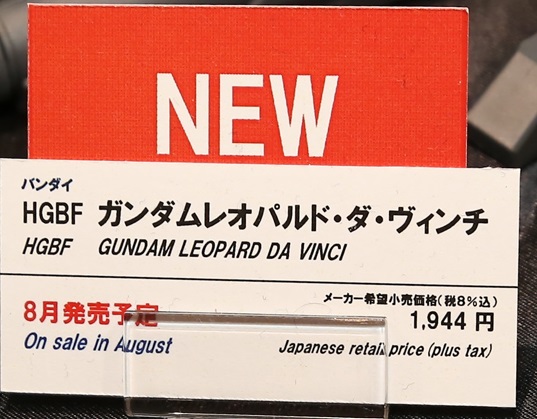 NEW
バンダイ
HGBF ガンダムレオパルド・ダ・ヴィンチ
HGBF GUNDAM LEOPARD DA VINCI
8月発売予定
On sale in August
メーカー希望小売価格(税8%込)
1,944 円
Japanese retail price (plus tax)